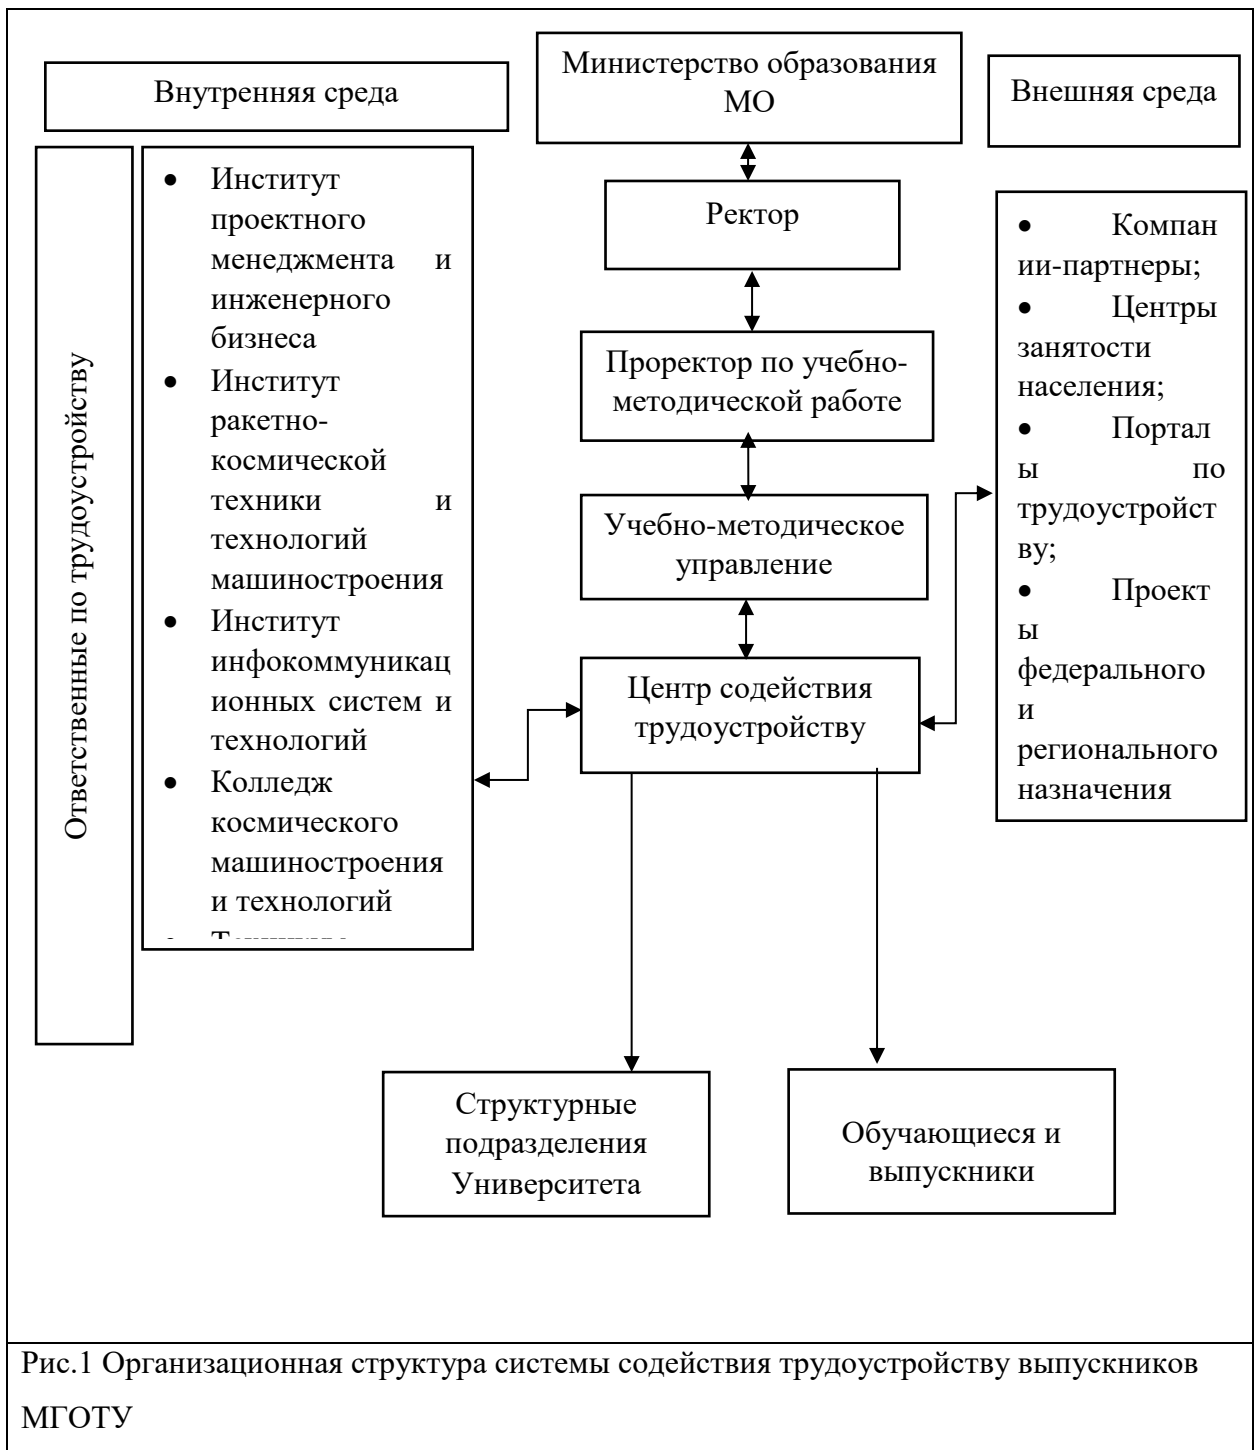 Внутренняя среда
Министерство образования
МО
Внешняя среда
Ответственные по трудоустройству
• Институт
проектного
менеджмента и
инженерного
бизнеса
• Институт
ракетно-
космической
техники и
технологий
машиностроения
• Институт
инфокоммуникац
ионных систем и
технологий
• Колледж
космического
машиностроения
и технологий
Ректор
Проректор по учебно-
методической работе
Учебно-методическое
управление
Центр содействия
трудоустройству
• Компан
ии-партнеры;
• Центры
занятости
населения;
• Портал
ы по
трудоустройст
ву;
• Проект
ы
федерального
и
регионального
назначения
Структурные
подразделения
Университета
Обучающиеся и
выпускники
Рис.1 Организационная структура системы содействия трудоустройству выпускников
МГОТУ